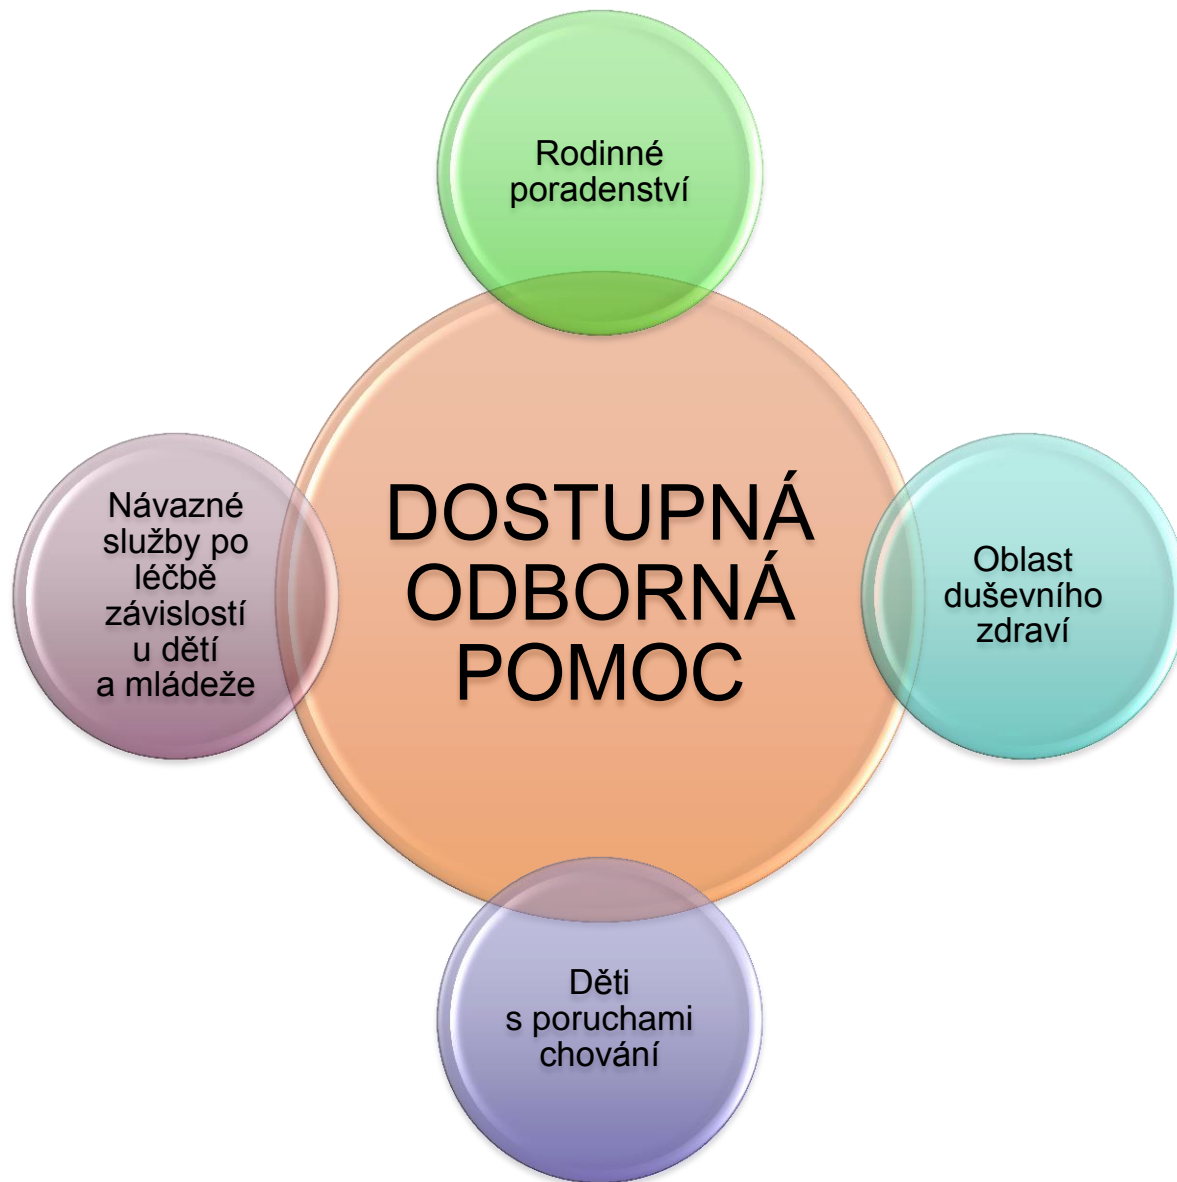 Rodinné
poradenství
DOSTUPNÁ
ODBORNÁ
POMOC
Návazné
služby po
léčbě
závislostí
u dětí
a mládeže
Oblast
duševního
zdraví
Děti
s poruchami
chování